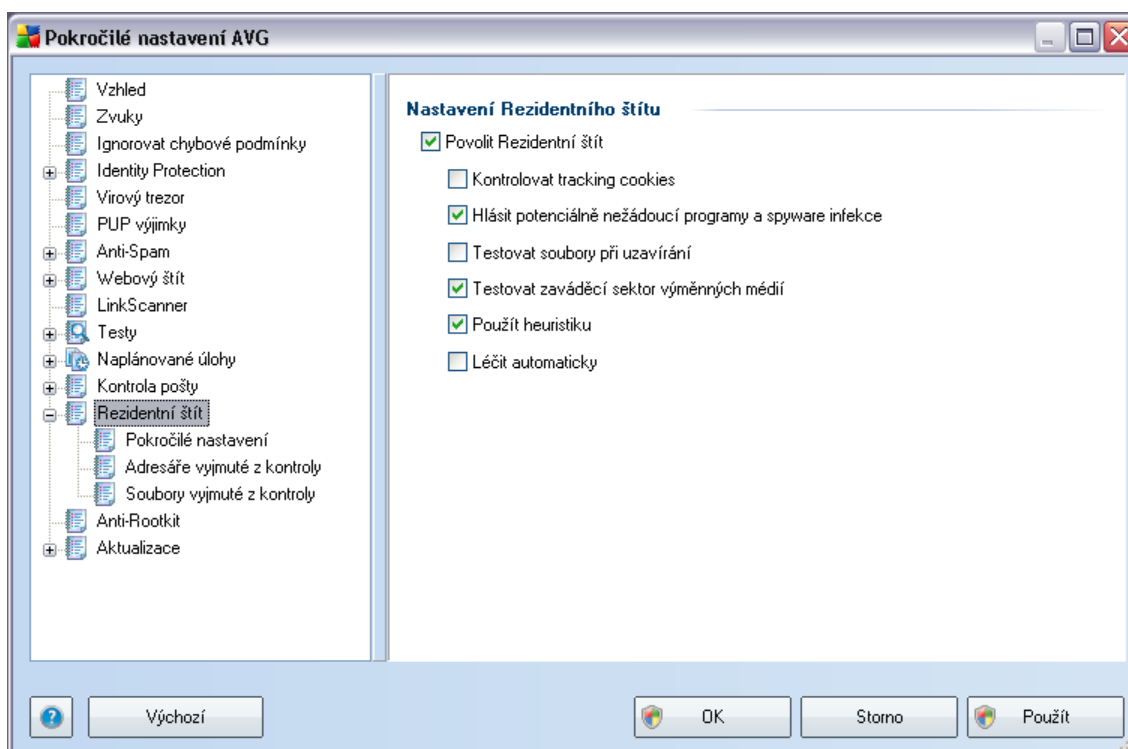 Pokročilé nastavení AVG
Vzhled
Zvuky
Ignorovat chybové podmínky
Identity Protection
Virový trezor
PUP výjimky
Anti-Spam
Webový štít
LinkScanner
Testy
Naplánované úlohy
Kontrola pošty
Rezidentní štít
Pokročilé nastavení
Adresáře vyjmuté z kontroly
Soubory vyjmuté z kontroly
Anti-Rootkit
Aktualizace
Nastavení Rezidentního štítu
Povolit Rezidentní štít
Kontrolovat tracking cookies
Hlásit potenciálně nežádoucí programy a spyware infekce
Testovat soubory při uzavírání
Testovat zaváděcí sektor výměnných médií
Použít heuristiku
Léčit automaticky
Výchozí
OK
Storno
Použít